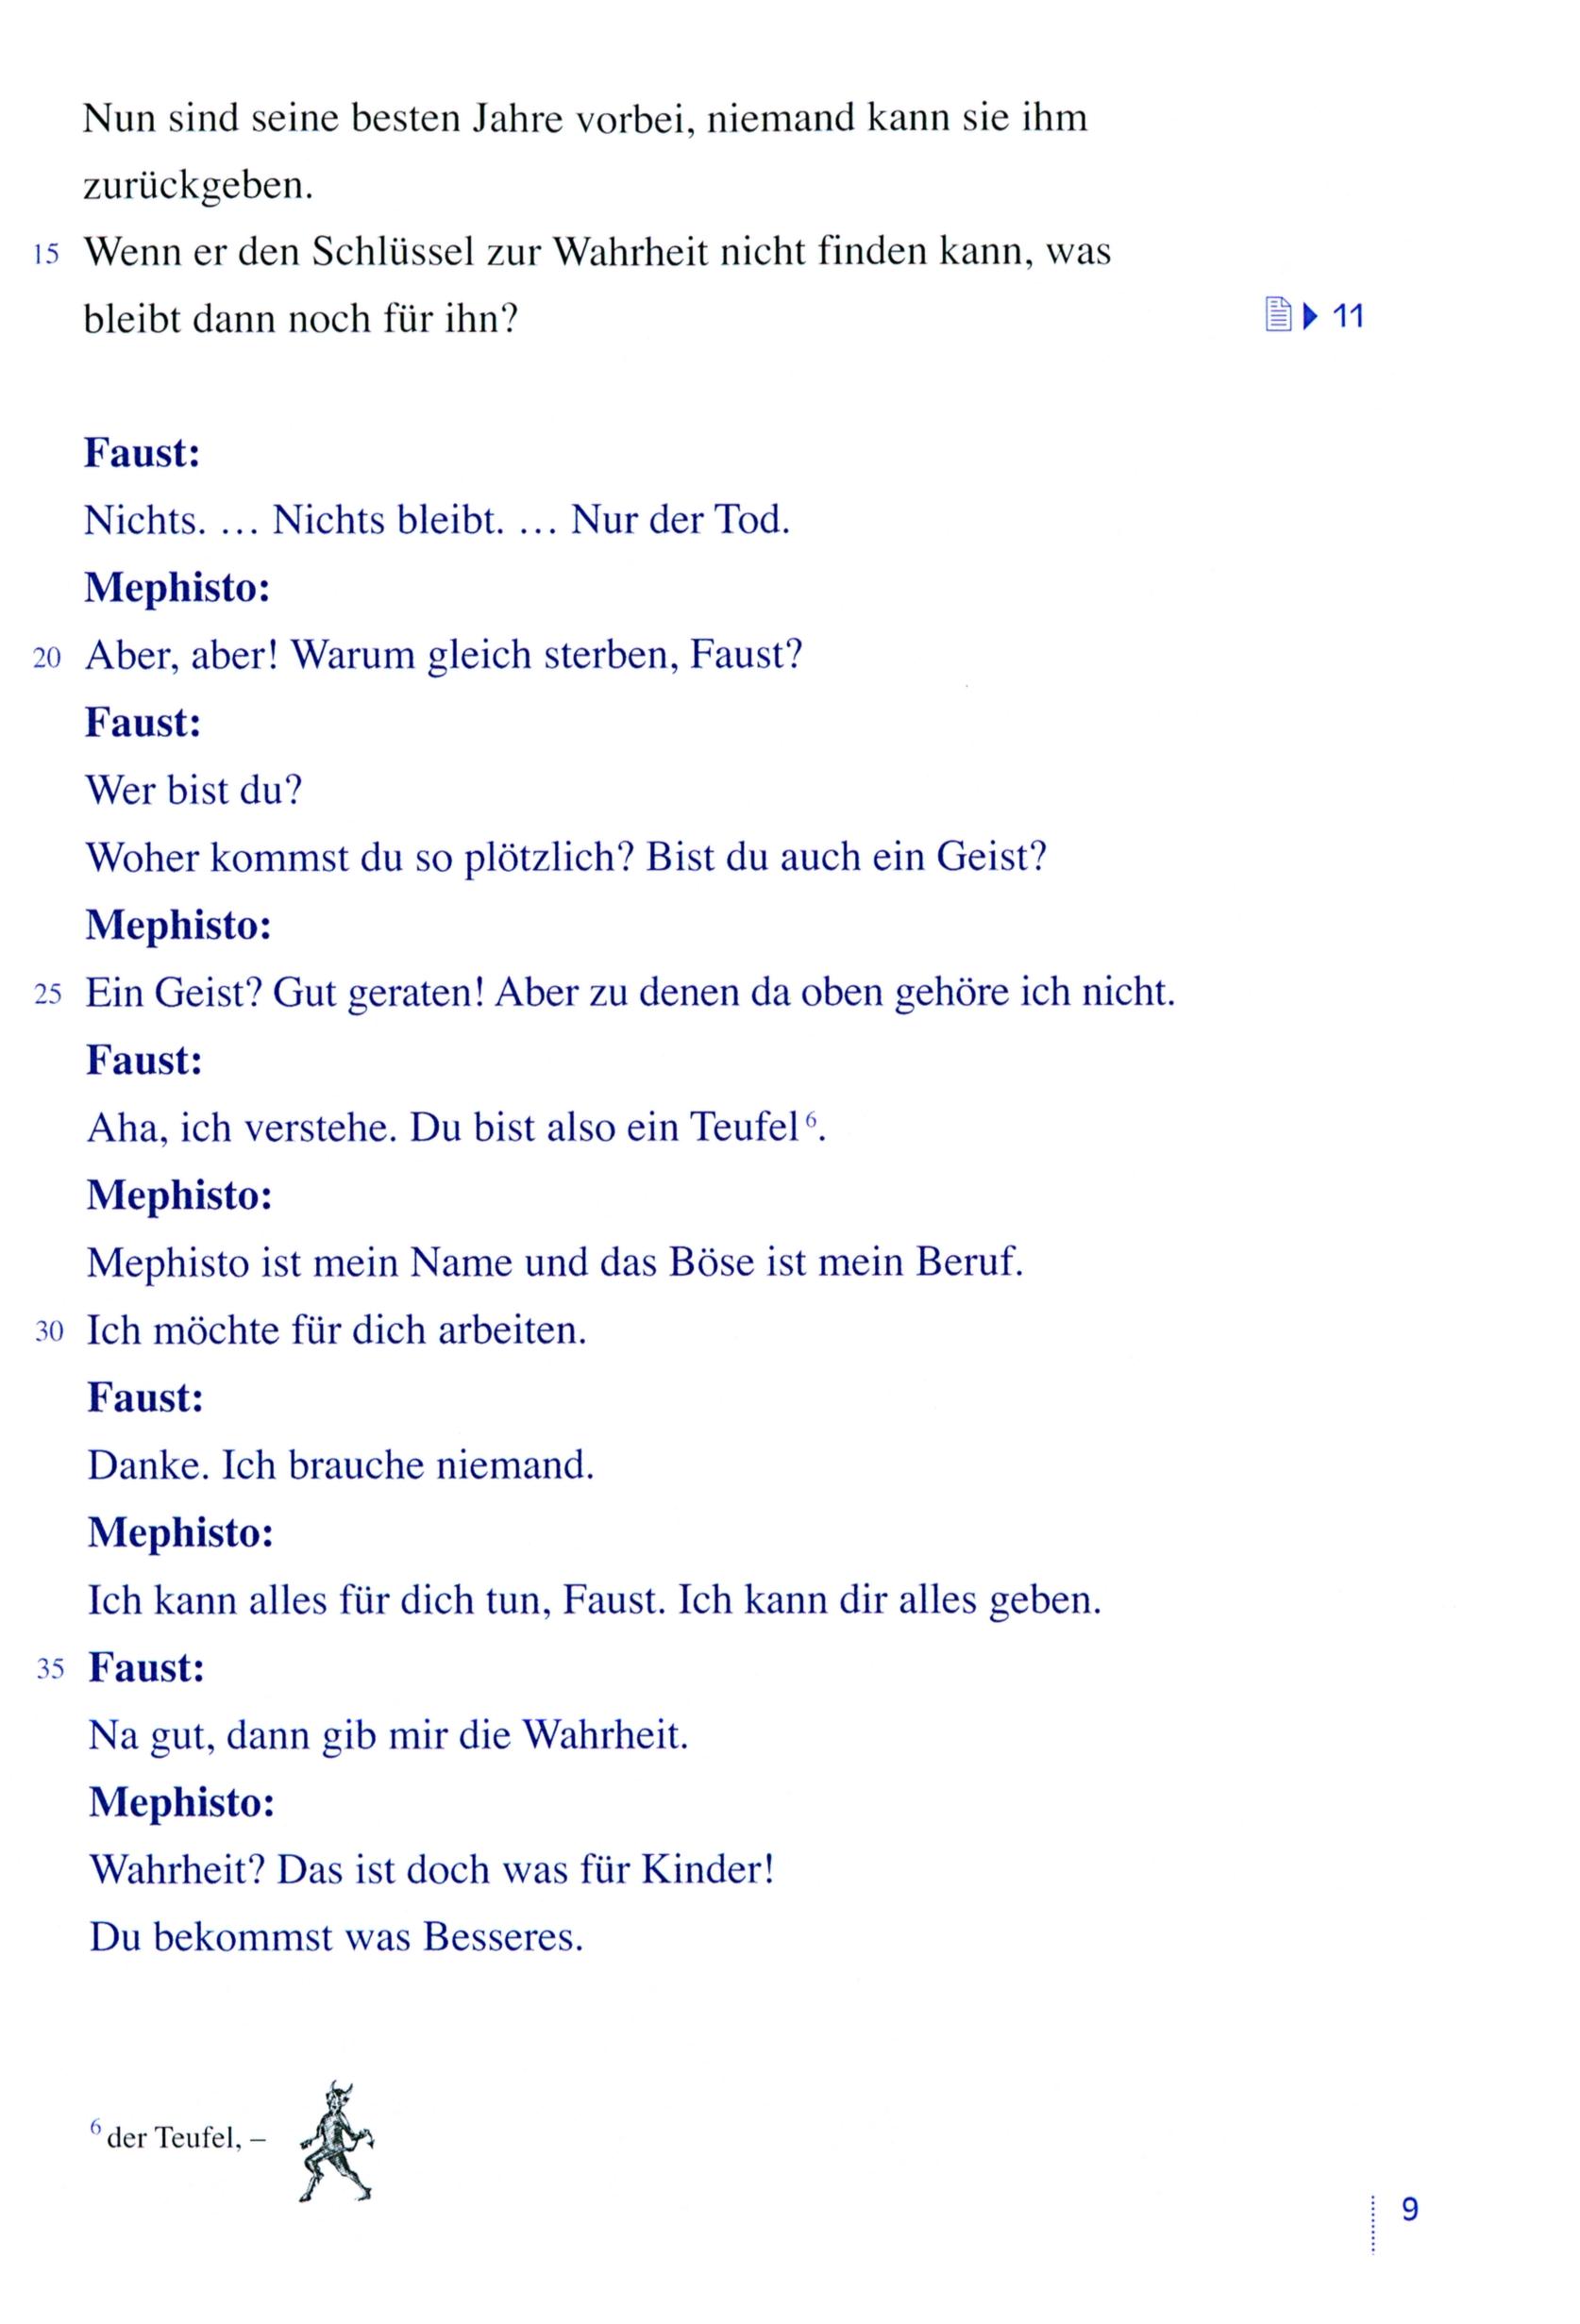 Nun sind seine besten Jahre vorbei, niemand kann sie ihm
zurückgeben.
15 Wenn er den Schlüssel zur Wahrheit nicht finden kann, was
bleibt dann noch für ihn?
11
Faust:
Nichts. … Nichts bleibt. … Nur der Tod.
Mephisto:
20 Aber, aber! Warum gleich sterben, Faust?
Faust:
Wer bist du?
Woher kommst du so plötzlich? Bist du auch ein Geist?
Mephisto:
25 Ein Geist? Gut geraten! Aber zu denen da oben gehöre ich nicht.
Faust:
Aha, ich verstehe. Du bist also ein Teufel⁶.
Mephisto:
Mephisto ist mein Name und das Böse ist mein Beruf.
30 Ich möchte für dich arbeiten.
Faust:
Danke. Ich brauche niemand.
Mephisto:
Ich kann alles für dich tun, Faust. Ich kann dir alles geben.
35 Faust:
Na gut, dann gib mir die Wahrheit.
Mephisto:
Wahrheit? Das ist doch was für Kinder!
Du bekommst was Besseres.
⁶ der Teufel, –
9